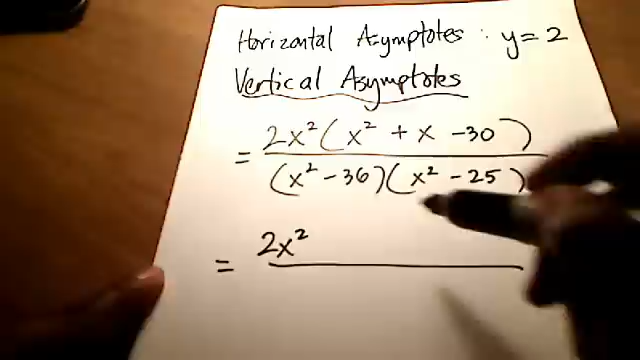 Horizontal Asymptotes : y = 2
Vertical Asymptotes
= 2x²(x² + x - 30)
(x² - 36)(x² - 25)
= 2x²